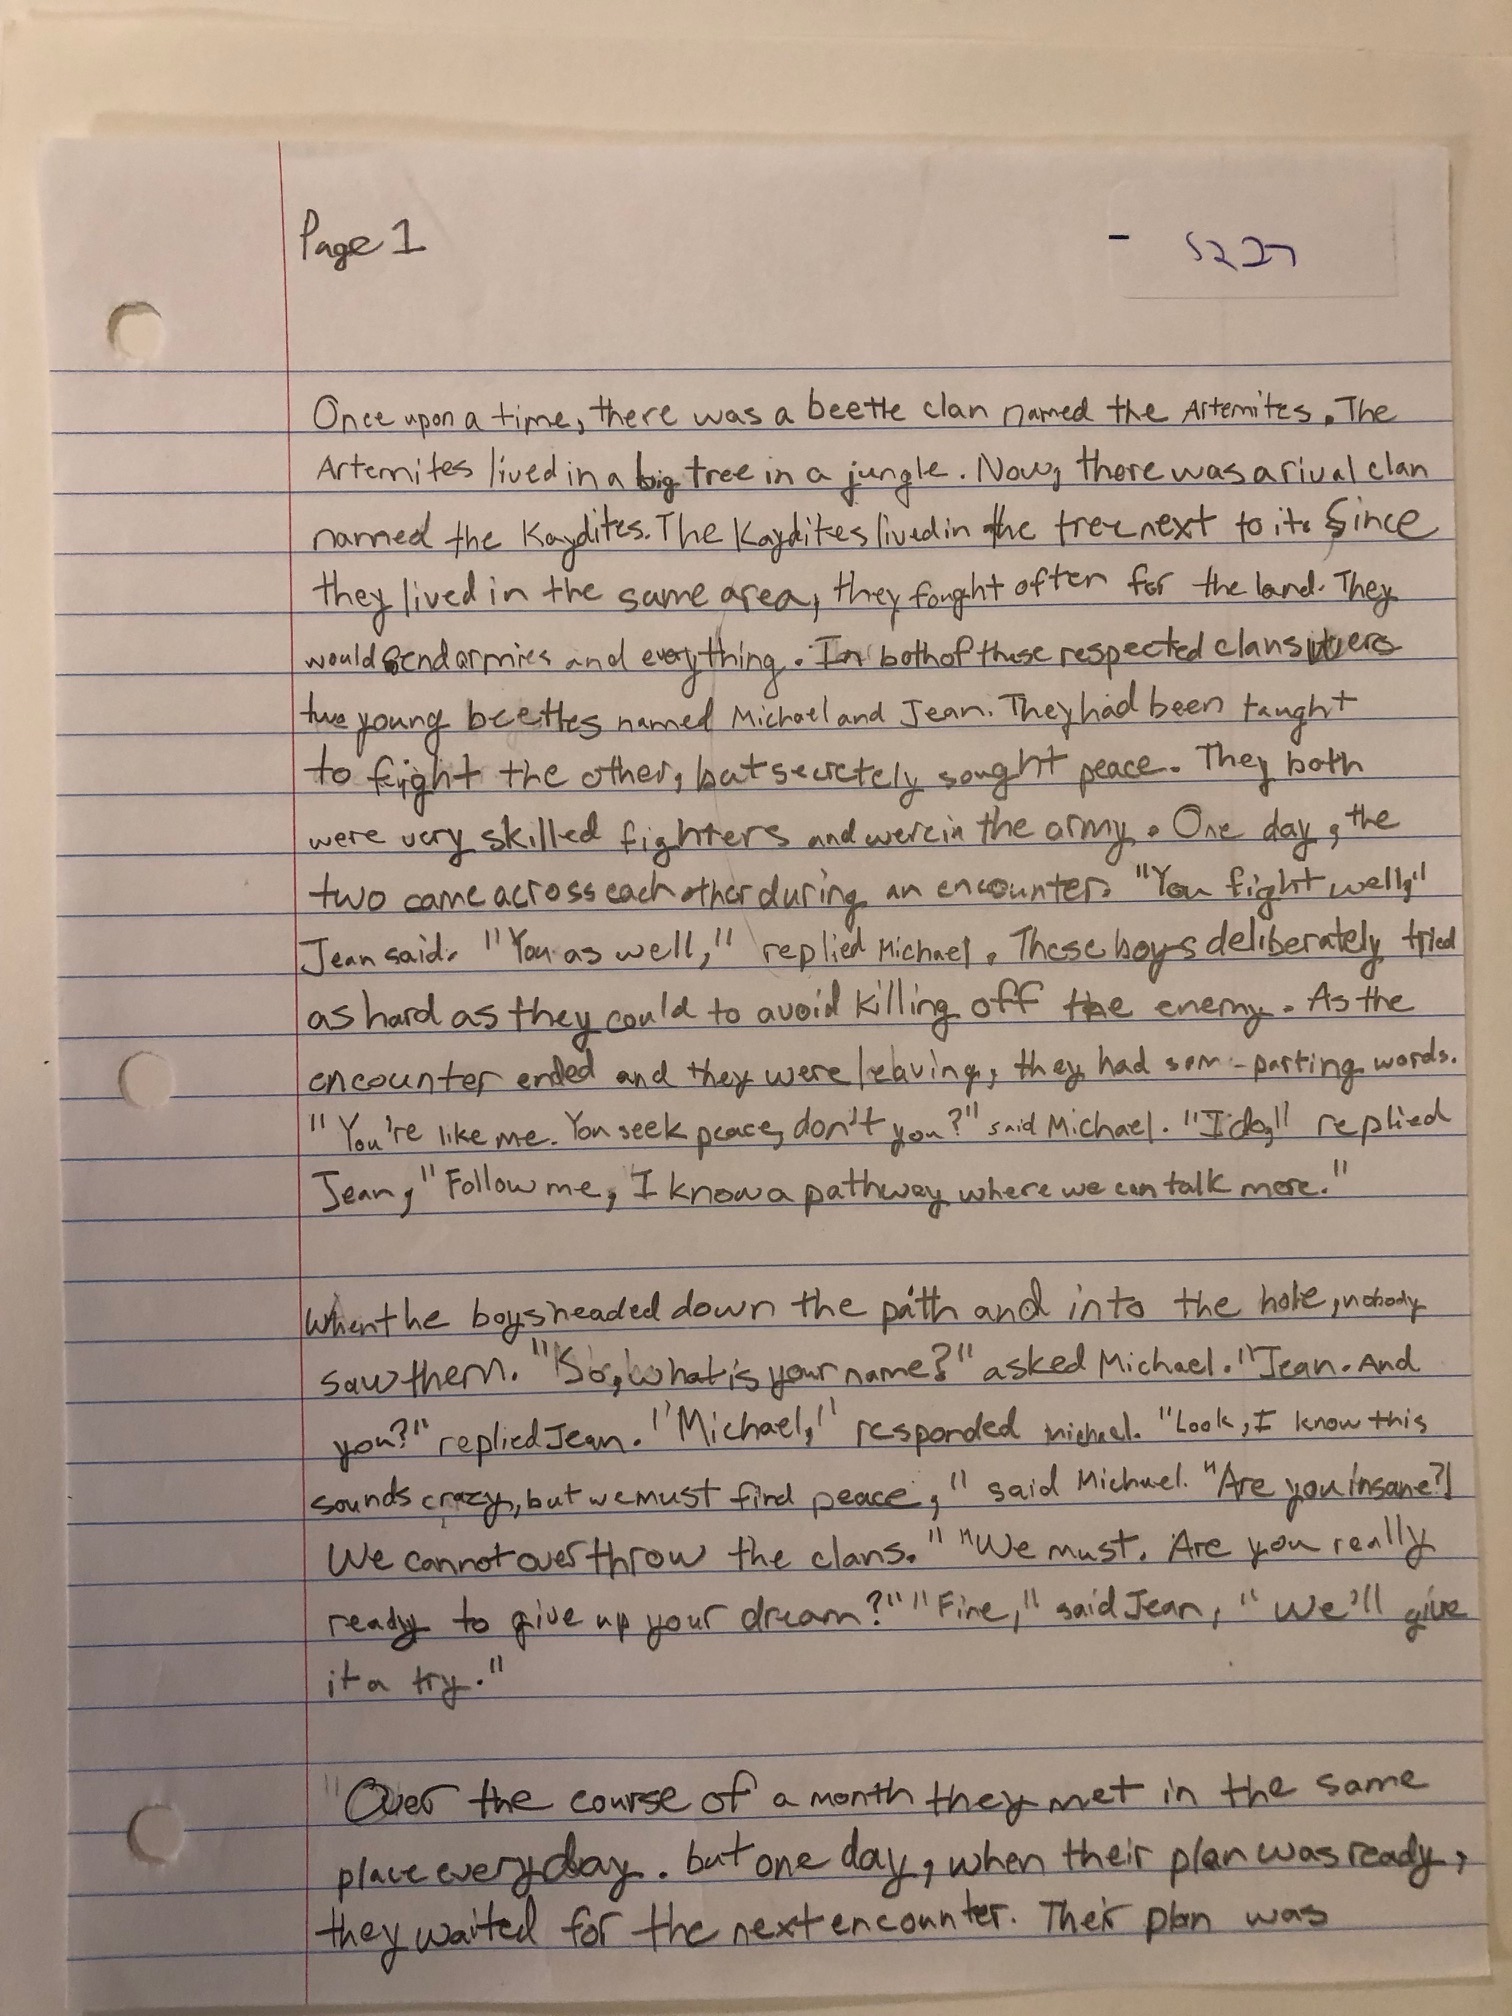 Page 1
- 5227
Once upon a time, there was a beetle clan named the Artemites. The
Artemites lived in a big tree in a jungle. Now, there was a rival clan
named the Kaydites. The Kaydites lived in the tree next to it. Since
they lived in the same area, they fought often for the land. They
would send armies and everything. In both of these respected clans were
two young beettes named Michael and Jean. They had been taught
to fight the other, but secretely sought peace. They both
were very skilled fighters and were in the army. One day, the
two came across each other during an encounter. "You fight well,"
Jean said. "You as well," replied Michael. These boys deliberately tried
as hard as they could to avoid killing off the enemy. As the
encounter ended and they were leaving, they had som - parting words.
"You're like me. You seek peace, don't you?" said Michael. "I do," replied
Jean, "Follow me, I know a pathway where we can talk more."
When the boys headed down the path and into the hole, nobody
saw them. "So, what is your name?" asked Michael. "Jean. And
you?" replied Jean. "Michael," responded michael. "Look, I know this
sounds crazy, but we must find peace," said Michael. "Are you insane?!
We cannot overthrow the clans." "We must. Are you really
ready to give up your dream?" "Fine," said Jean, "we'll give
it a try."
"Over the course of a month they met in the same
place everyday. but one day, when their plan was ready,
they waited for the next encounter. Their plan was